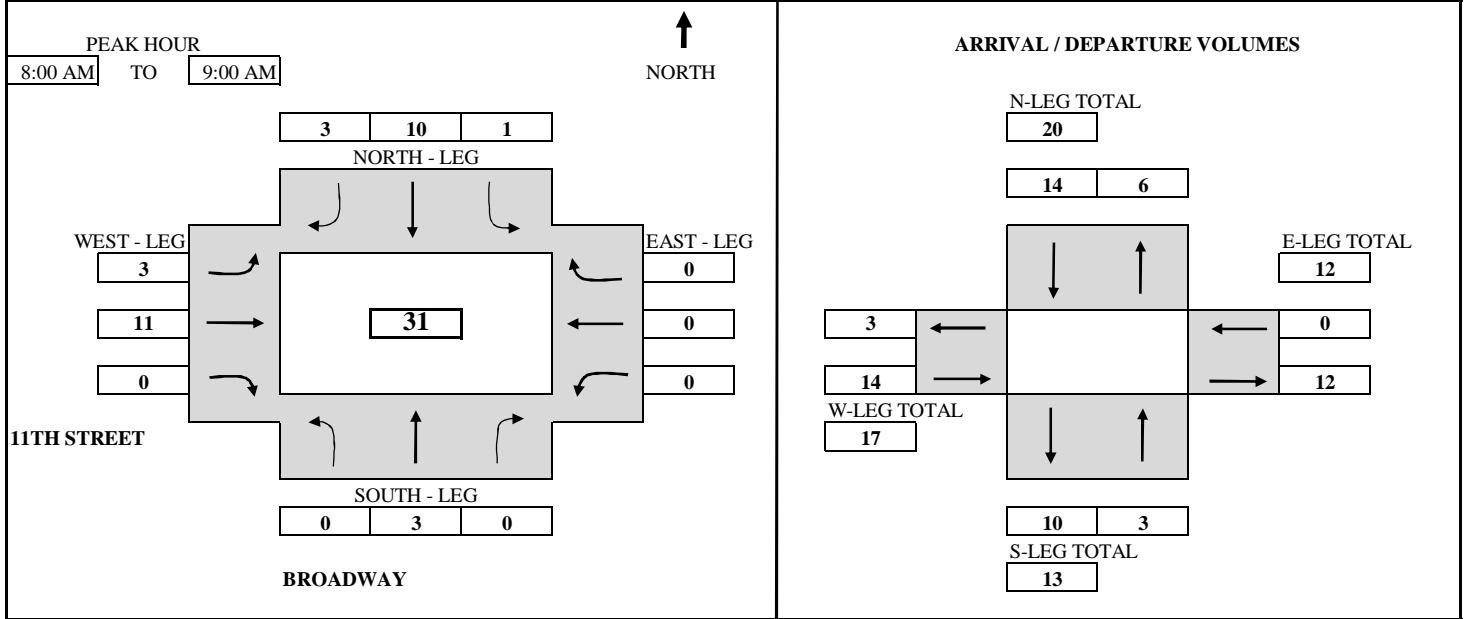 PEAK HOUR
8:00 AM TO 9:00 AM
NORTH
3 10 1
NORTH - LEG
WEST - LEG
EAST - LEG
3
0
11
31
0
0
0
11TH STREET
SOUTH - LEG
0 3 0
BROADWAY
ARRIVAL / DEPARTURE VOLUMES
N-LEG TOTAL
20
14 6
E-LEG TOTAL
12
3
0
14
12
W-LEG TOTAL
17
10 3
S-LEG TOTAL
13